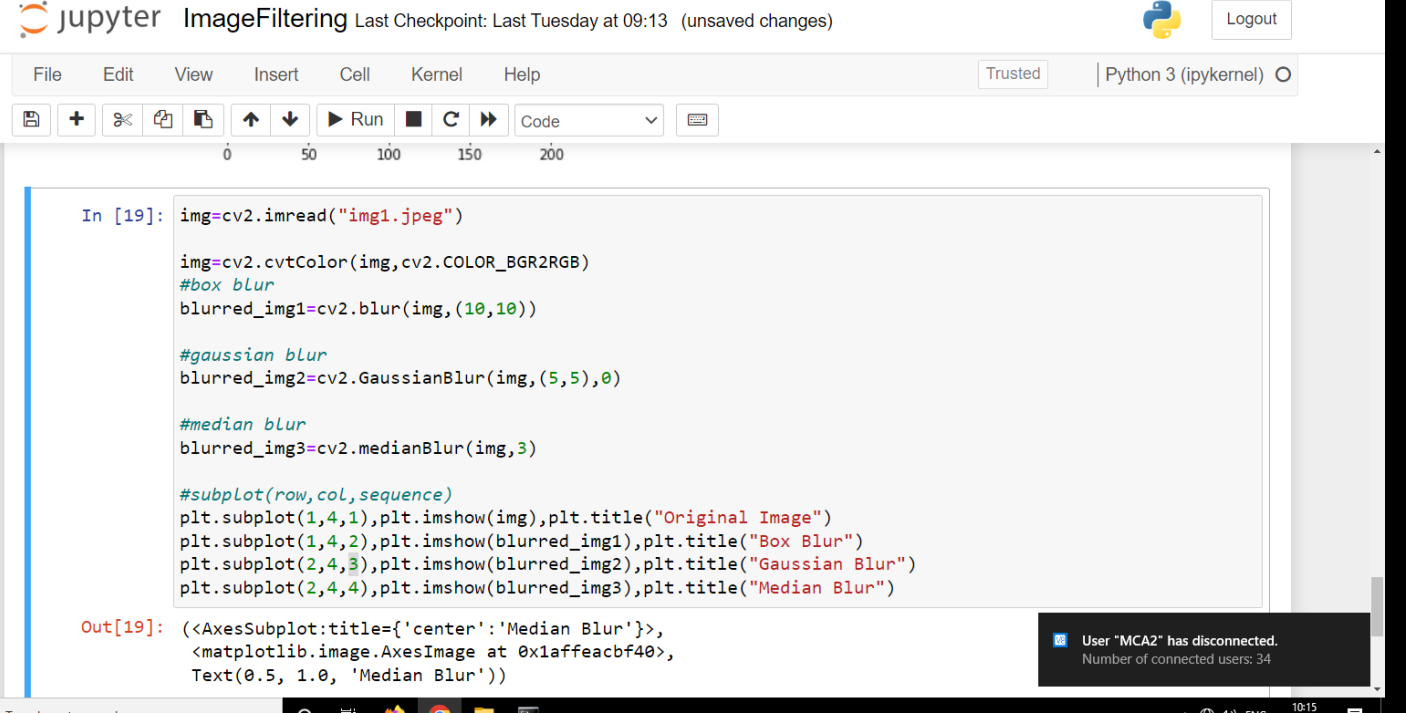 jupyter ImageFiltering Last Checkpoint: Last Tuesday at 09:13 (unsaved changes) Logout
File Edit View Insert Cell Kernel Help Trusted Python 3 (ipykernel)
Run Code
0 50 100 150 200
In [19]: img=cv2.imread("img1.jpeg")
img=cv2.cvtColor(img,cv2.COLOR_BGR2RGB)
#box blur
blurred_img1=cv2.blur(img,(10,10))
#gaussian blur
blurred_img2=cv2.GaussianBlur(img,(5,5),0)
#median blur
blurred_img3=cv2.medianBlur(img,3)
#subplot(row,col,sequence)
plt.subplot(1,4,1),plt.imshow(img),plt.title("Original Image")
plt.subplot(1,4,2),plt.imshow(blurred_img1),plt.title("Box Blur")
plt.subplot(2,4,3),plt.imshow(blurred_img2),plt.title("Gaussian Blur")
plt.subplot(2,4,4),plt.imshow(blurred_img3),plt.title("Median Blur")
Out[19]: (<AxesSubplot:title={'center':'Median Blur'}>,
<matplotlib.image.AxesImage at 0x1affeacbf40>,
Text(0.5, 1.0, 'Median Blur'))
User "MCA2" has disconnected.
Number of connected users: 34
10:15